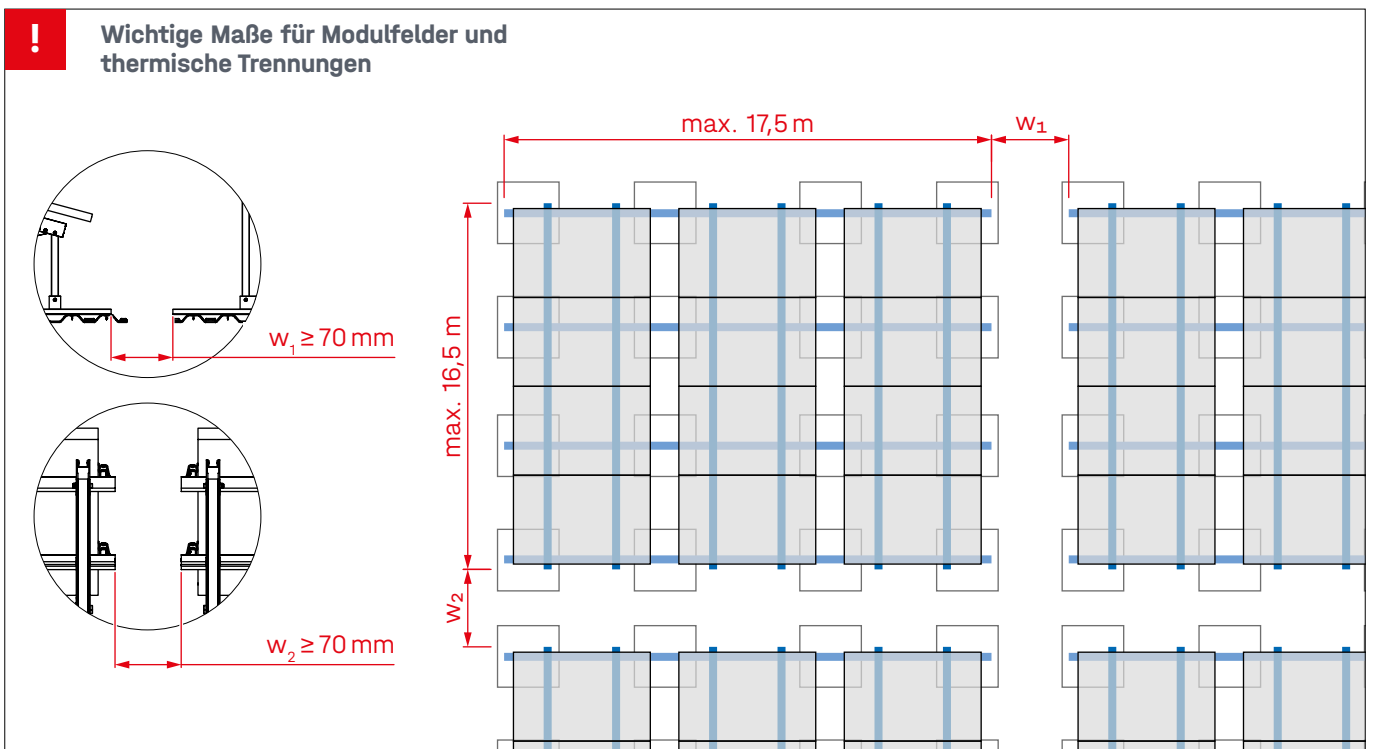 !
Wichtige Maße für Modulfelder und
thermische Trennungen
max. 17,5 m
w₁
w₁ ≥ 70 mm
max. 16,5 m
w₂
w₂ ≥ 70 mm